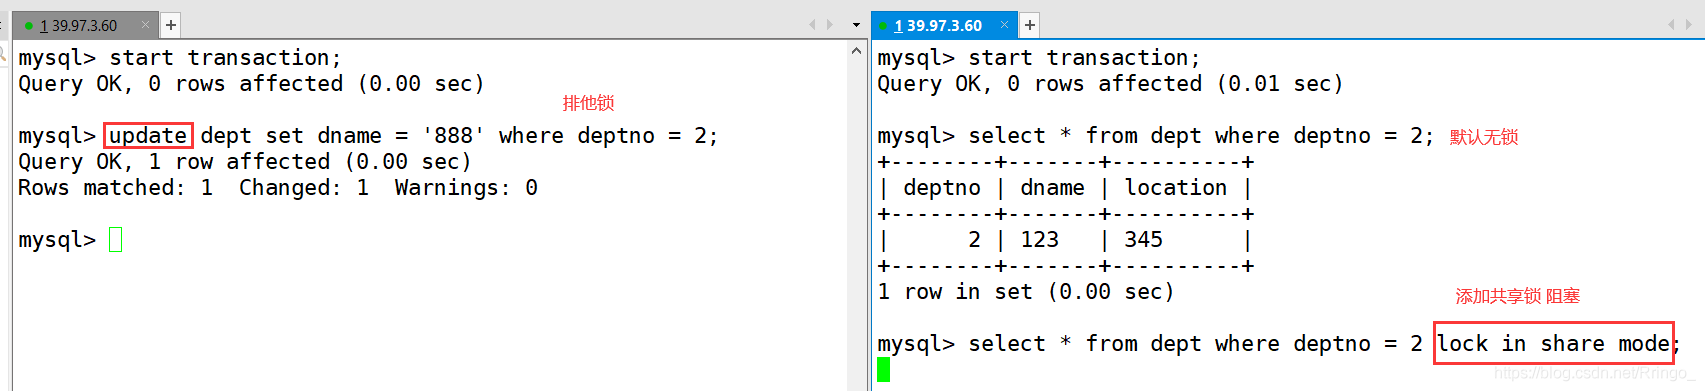 1 39.97.3.60 × +
mysql> start transaction;
Query OK, 0 rows affected (0.00 sec)
排他锁
mysql> update dept set dname = '888' where deptno = 2;
Query OK, 1 row affected (0.00 sec)
Rows matched: 1  Changed: 1  Warnings: 0
mysql>
1 39.97.3.60 × +
mysql> start transaction;
Query OK, 0 rows affected (0.01 sec)
mysql> select * from dept where deptno = 2; 默认无锁
+--------+-------+----------+
| deptno | dname | location |
+--------+-------+----------+
|      2 | 123   | 345      |
+--------+-------+----------+
1 row in set (0.00 sec)
添加共享锁 阻塞
mysql> select * from dept where deptno = 2 lock in share mode;
https://blog.csdn.net/Rringo_